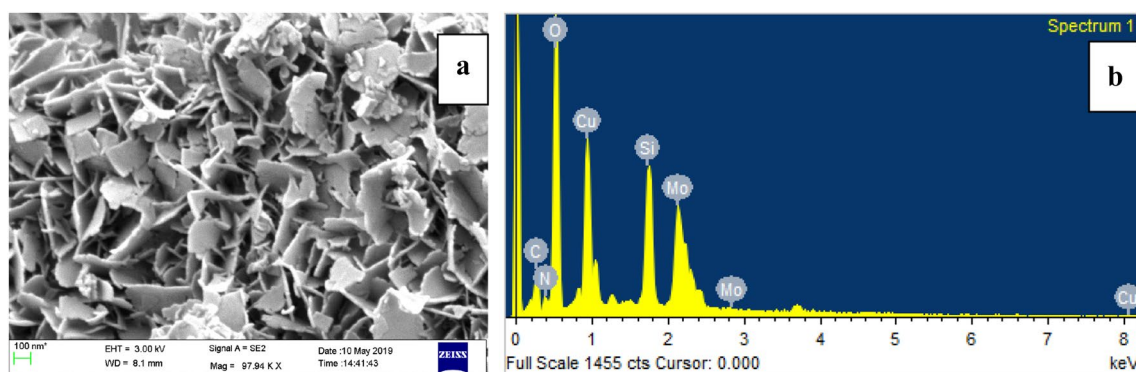 a
100 nm*
EHT = 3.00 kV Signal A = SE2 Date :10 May 2019
WD = 8.1 mm Mag = 97.94 K X Time :14:41:43
ZEISS
Spectrum 1
b
O
Cu
Si
Mo
C
N
Mo
Cu
0 1 2 3 4 5 6 7 8
Full Scale 1455 cts Cursor: 0.000 keV